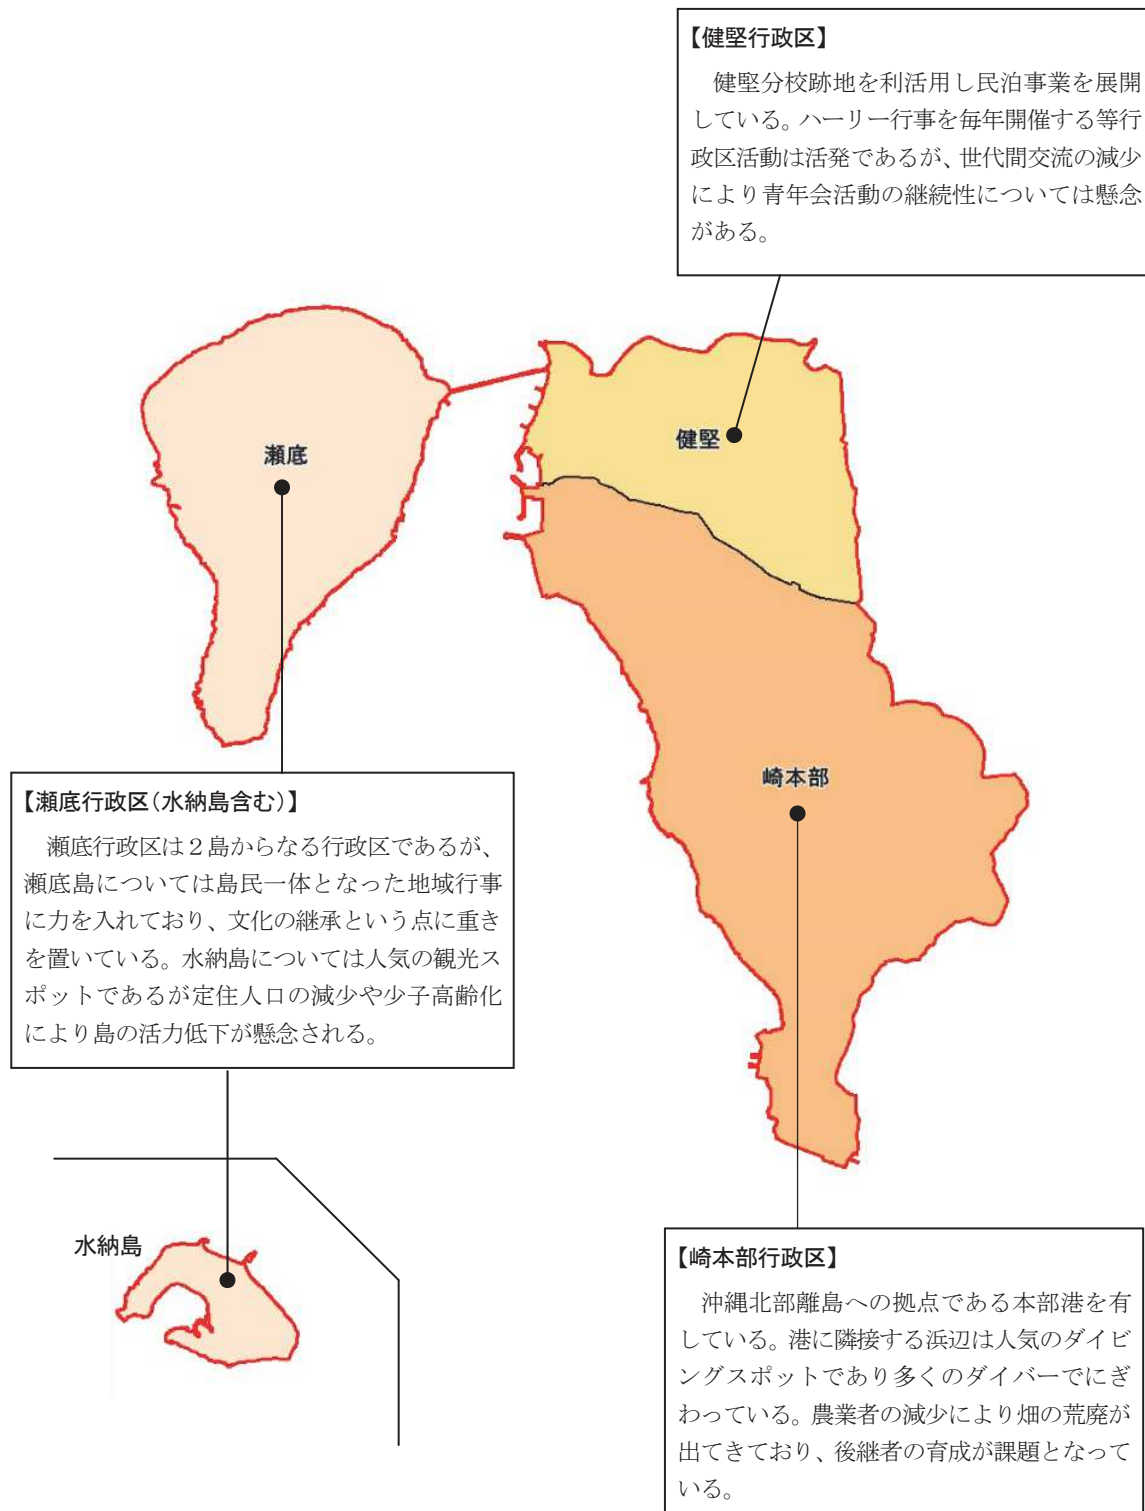 【健堅行政区】
健堅分校跡地を利活用し民泊事業を展開
している。ハーリー行事を毎年開催する等行
政区活動は活発であるが、世代間交流の減少
により青年会活動の継続性については懸念
がある。
瀬底
健堅
崎本部
【瀬底行政区(水納島含む)】
瀬底行政区は2島からなる行政区であるが、
瀬底島については島民一体となった地域行事
に力を入れており、文化の継承という点に重き
を置いている。水納島については人気の観光ス
ポットであるが定住人口の減少や少子高齢化
により島の活力低下が懸念される。
水納島
【崎本部行政区】
沖縄北部離島への拠点である本部港を有
している。港に隣接する浜辺は人気のダイビ
ングスポットであり多くのダイバーでにぎ
わっている。農業者の減少により畑の荒廃が
出てきており、後継者の育成が課題となって
いる。